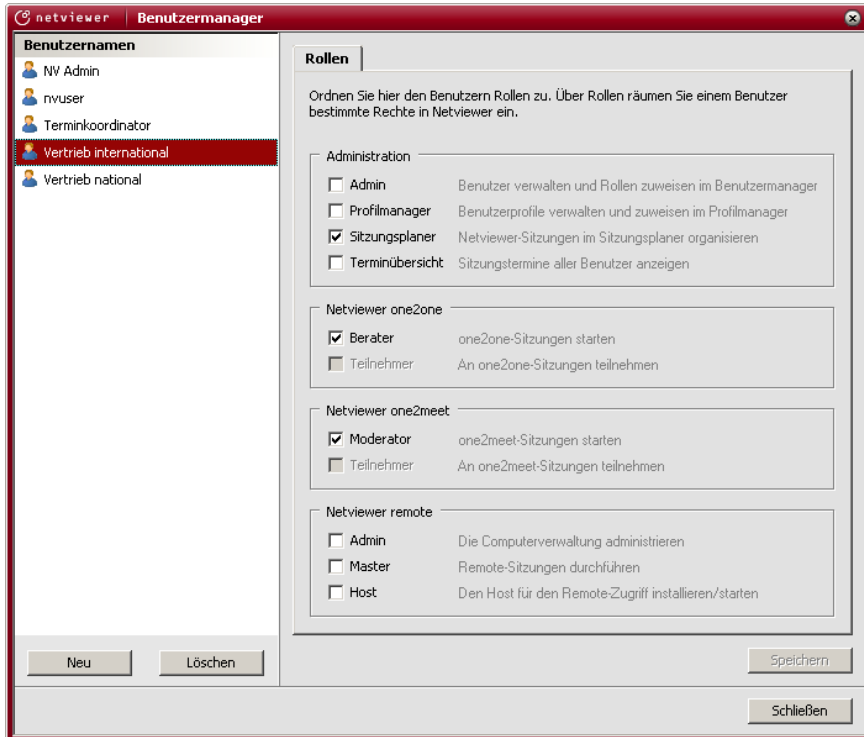 netviewer Benutzermanager
Benutzernamen
NV Admin
nvuser
Terminkoordinator
Vertrieb international
Vertrieb national
Neu Löschen
Rollen
Ordnen Sie hier den Benutzern Rollen zu. Über Rollen räumen Sie einem Benutzer
bestimmte Rechte in Netviewer ein.
Administration
Admin Benutzer verwalten und Rollen zuweisen im Benutzermanager
Profilmanager Benutzerprofile verwalten und zuweisen im Profilmanager
Sitzungsplaner Netviewer-Sitzungen im Sitzungsplaner organisieren
Terminübersicht Sitzungstermine aller Benutzer anzeigen
Netviewer one2one
Berater one2one-Sitzungen starten
Teilnehmer An one2one-Sitzungen teilnehmen
Netviewer one2meet
Moderator one2meet-Sitzungen starten
Teilnehmer An one2meet-Sitzungen teilnehmen
Netviewer remote
Admin Die Computerverwaltung administrieren
Master Remote-Sitzungen durchführen
Host Den Host für den Remote-Zugriff installieren/starten
Speichern
Schließen